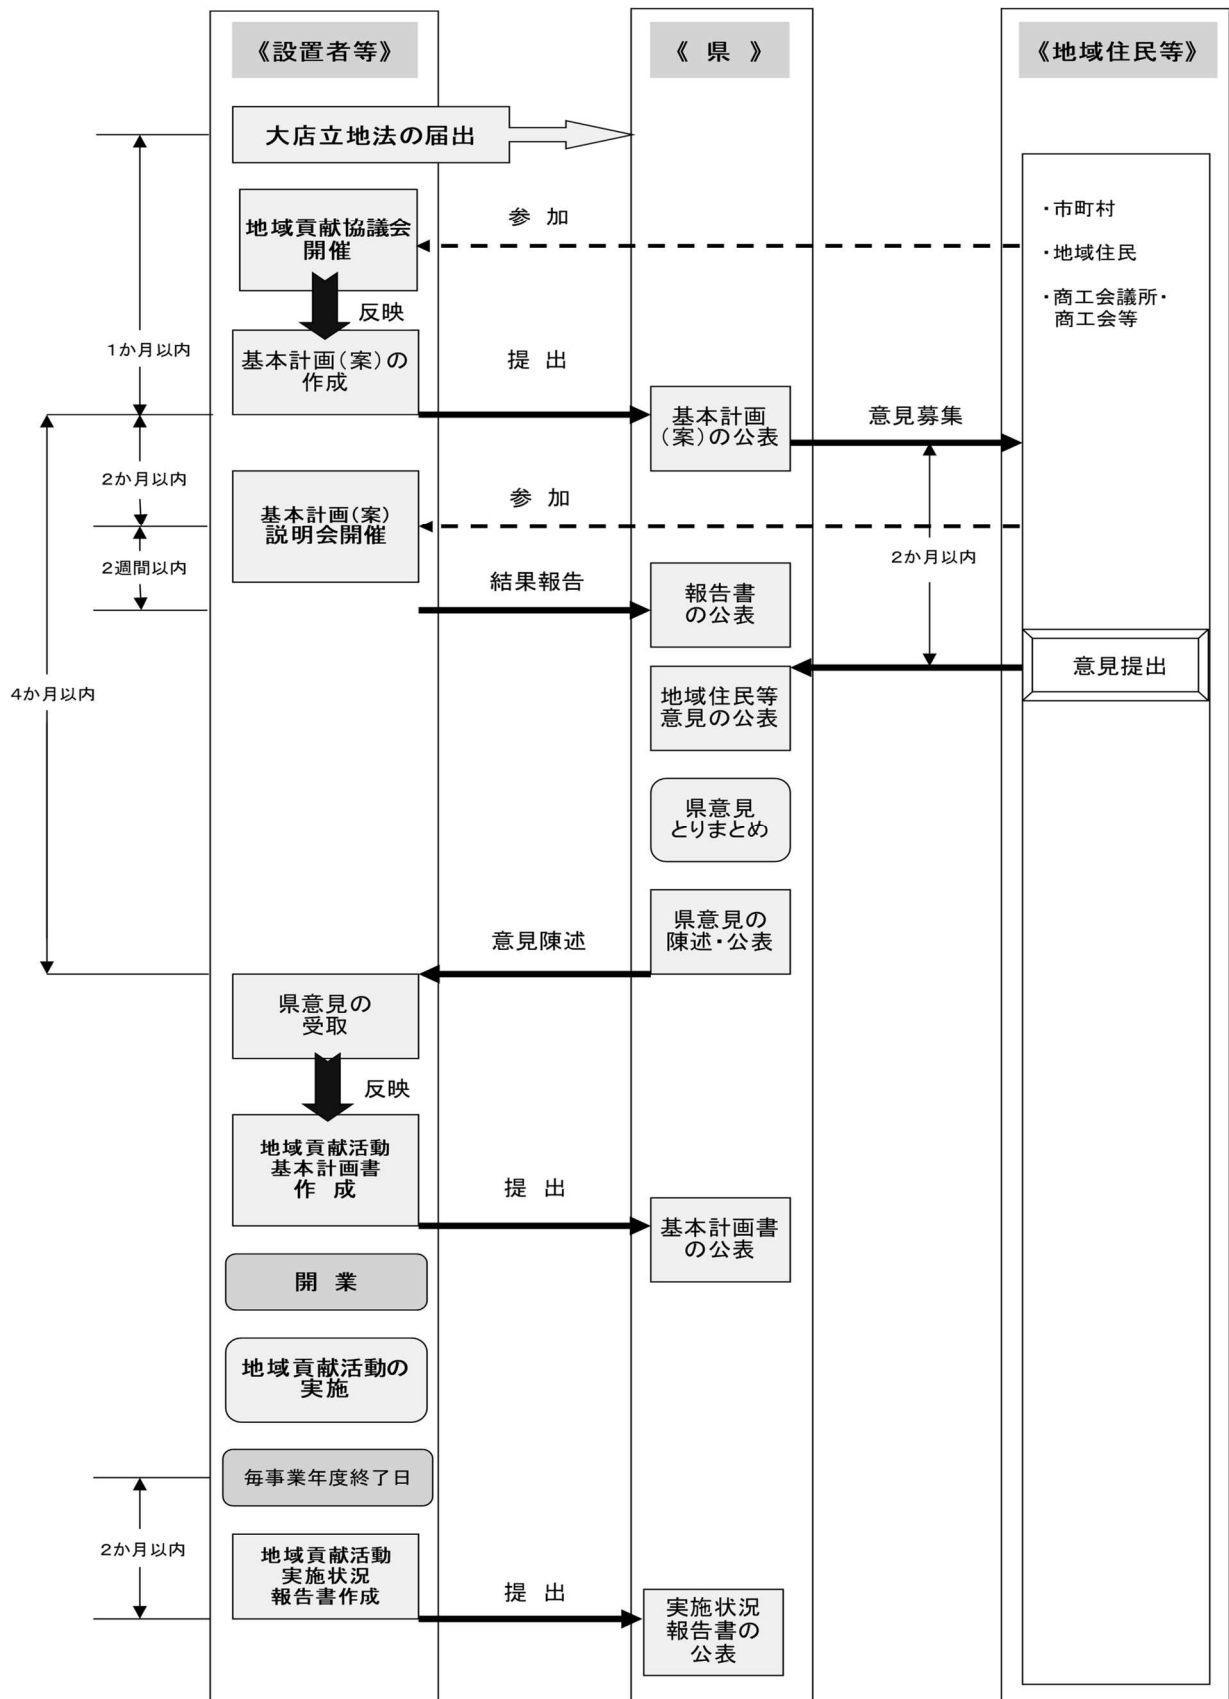 《設置者等》
《 県 》
《地域住民等》
大店立地法の届出
・市町村
・地域住民
・商工会議所・
商工会等
地域貢献協議会
開催
参 加
反映
1か月以内
基本計画(案)の
作成
提 出
基本計画
(案)の公表
意見募集
2か月以内
基本計画(案)
説明会開催
参 加
2か月以内
2週間以内
結果報告
報告書
の公表
意見提出
4か月以内
地域住民等
意見の公表
県意見
とりまとめ
県意見の
陳述・公表
意見陳述
県意見の
受取
反映
地域貢献活動
基本計画書
作 成
提 出
基本計画書
の公表
開 業
地域貢献活動の
実施
毎事業年度終了日
2か月以内
地域貢献活動
実施状況
報告書作成
提 出
実施状況
報告書の
公表